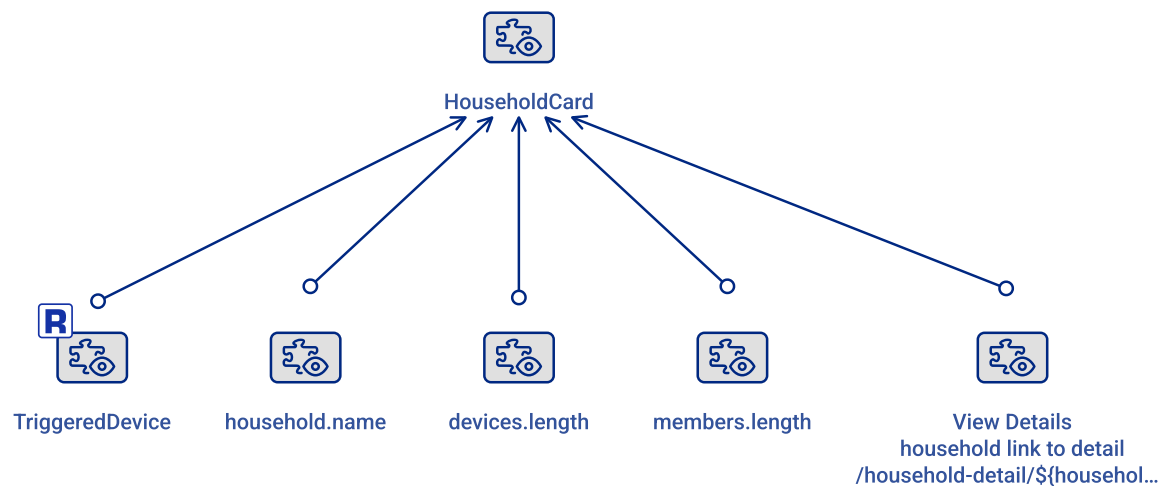 HouseholdCard
R
TriggeredDevice
household.name
devices.length
members.length
View Details
household link to detail
/household-detail/${househol...